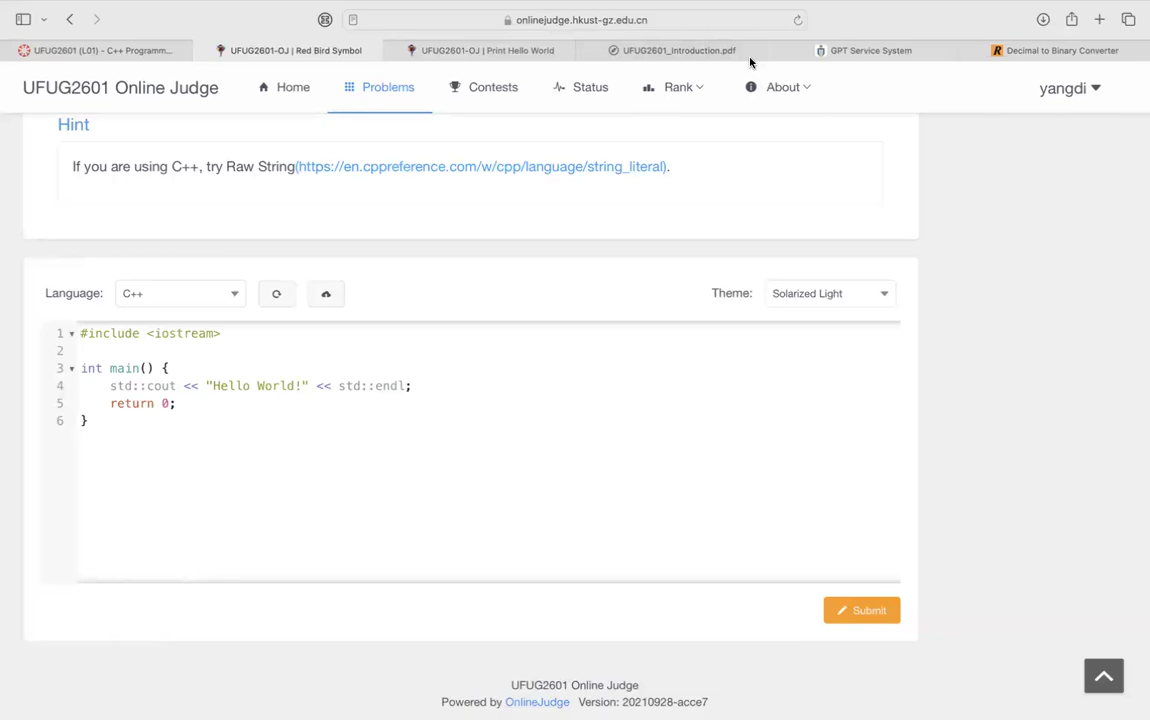 onlinejudge.hkust-gz.edu.cn
UFUG2601 (L01) - C++ Programm...
UFUG2601-OJ | Red Bird Symbol
UFUG2601-OJ | Print Hello World
UFUG2601_Introduction.pdf
GPT Service System
Decimal to Binary Converter
UFUG2601 Online Judge
Home
Problems
Contests
Status
Rank
About
yangdi
Hint
If you are using C++, try Raw String(https://en.cppreference.com/w/cpp/language/string_literal).
Language:
C++
Theme:
Solarized Light
1 #include <iostream>
2
3 int main() {
4     std::cout << "Hello World!" << std::endl;
5     return 0;
6 }
Submit
UFUG2601 Online Judge
Powered by OnlineJudge Version: 20210928-acce7